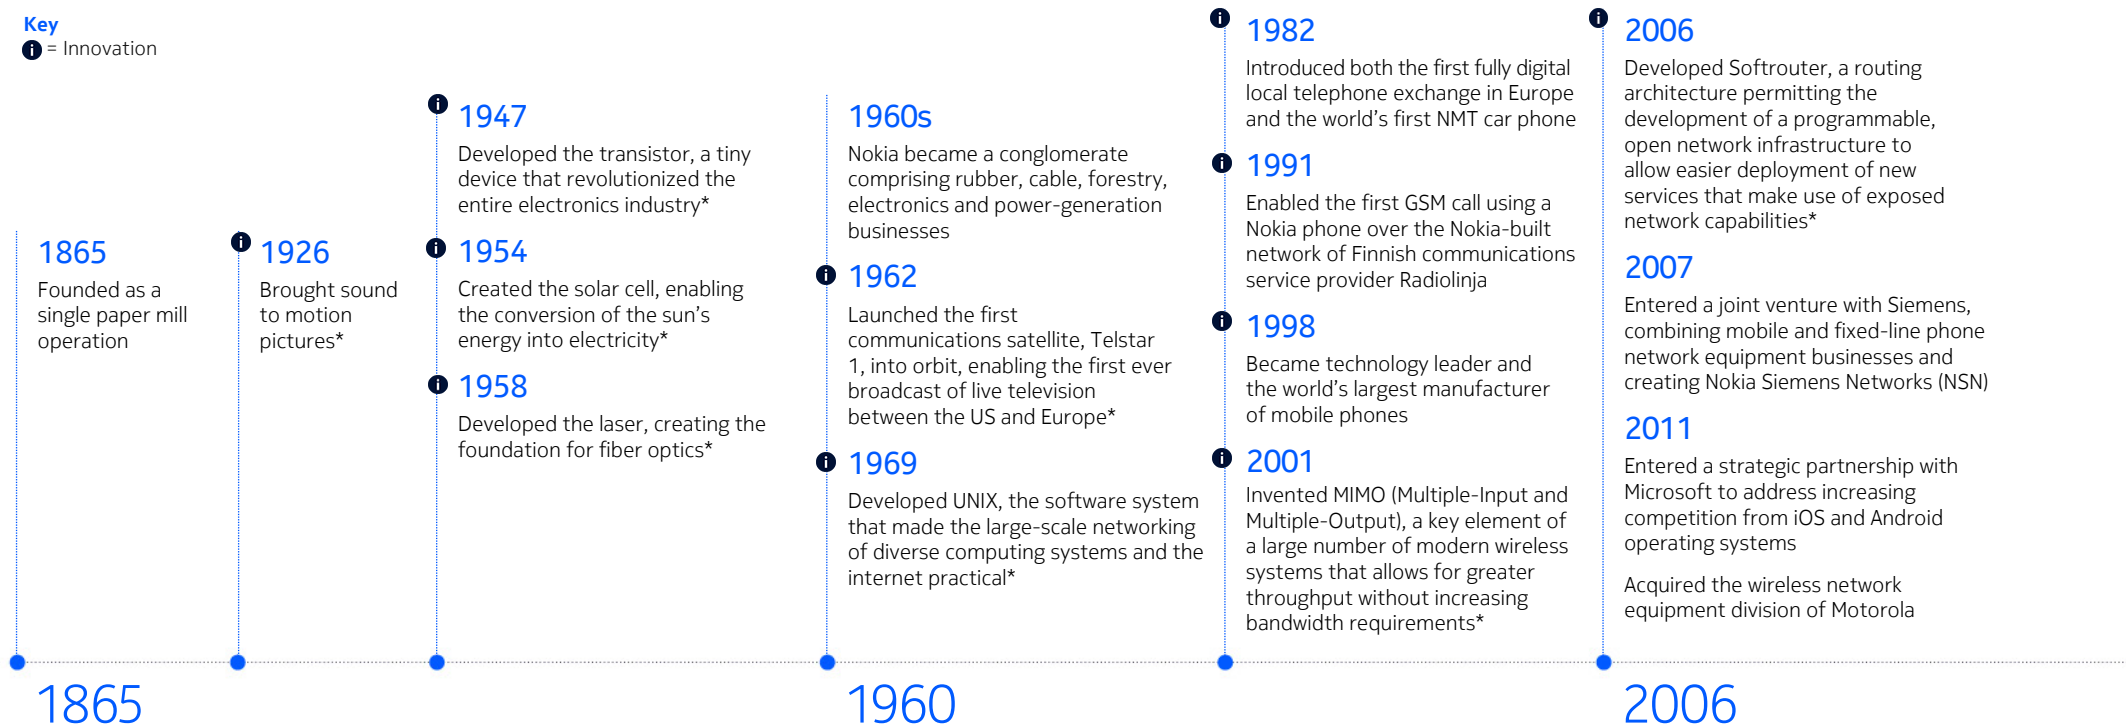 Key
i = Innovation
1865
Founded as a
single paper mill
operation
1926
Brought sound
to motion
pictures*
1947
Developed the transistor, a tiny
device that revolutionized the
entire electronics industry*
1954
Created the solar cell, enabling
the conversion of the sun’s
energy into electricity*
1958
Developed the laser, creating the
foundation for fiber optics*
1960s
Nokia became a conglomerate
comprising rubber, cable, forestry,
electronics and power-generation
businesses
1962
Launched the first
communications satellite, Telstar
1, into orbit, enabling the first ever
broadcast of live television
between the US and Europe*
1969
Developed UNIX, the software system
that made the large-scale networking
of diverse computing systems and the
internet practical*
1982
Introduced both the first fully digital
local telephone exchange in Europe
and the world’s first NMT car phone
1991
Enabled the first GSM call using a
Nokia phone over the Nokia-built
network of Finnish communications
service provider Radiolinja
1998
Became technology leader and
the world’s largest manufacturer
of mobile phones
2001
Invented MIMO (Multiple-Input and
Multiple-Output), a key element of
a large number of modern wireless
systems that allows for greater
throughput without increasing
bandwidth requirements*
2006
Developed Softrouter, a routing
architecture permitting the
development of a programmable,
open network infrastructure to
allow easier deployment of new
services that make use of exposed
network capabilities*
2007
Entered a joint venture with Siemens,
combining mobile and fixed-line phone
network equipment businesses and
creating Nokia Siemens Networks (NSN)
2011
Entered a strategic partnership with
Microsoft to address increasing
competition from iOS and Android
operating systems
Acquired the wireless network
equipment division of Motorola
1865
1960
2006